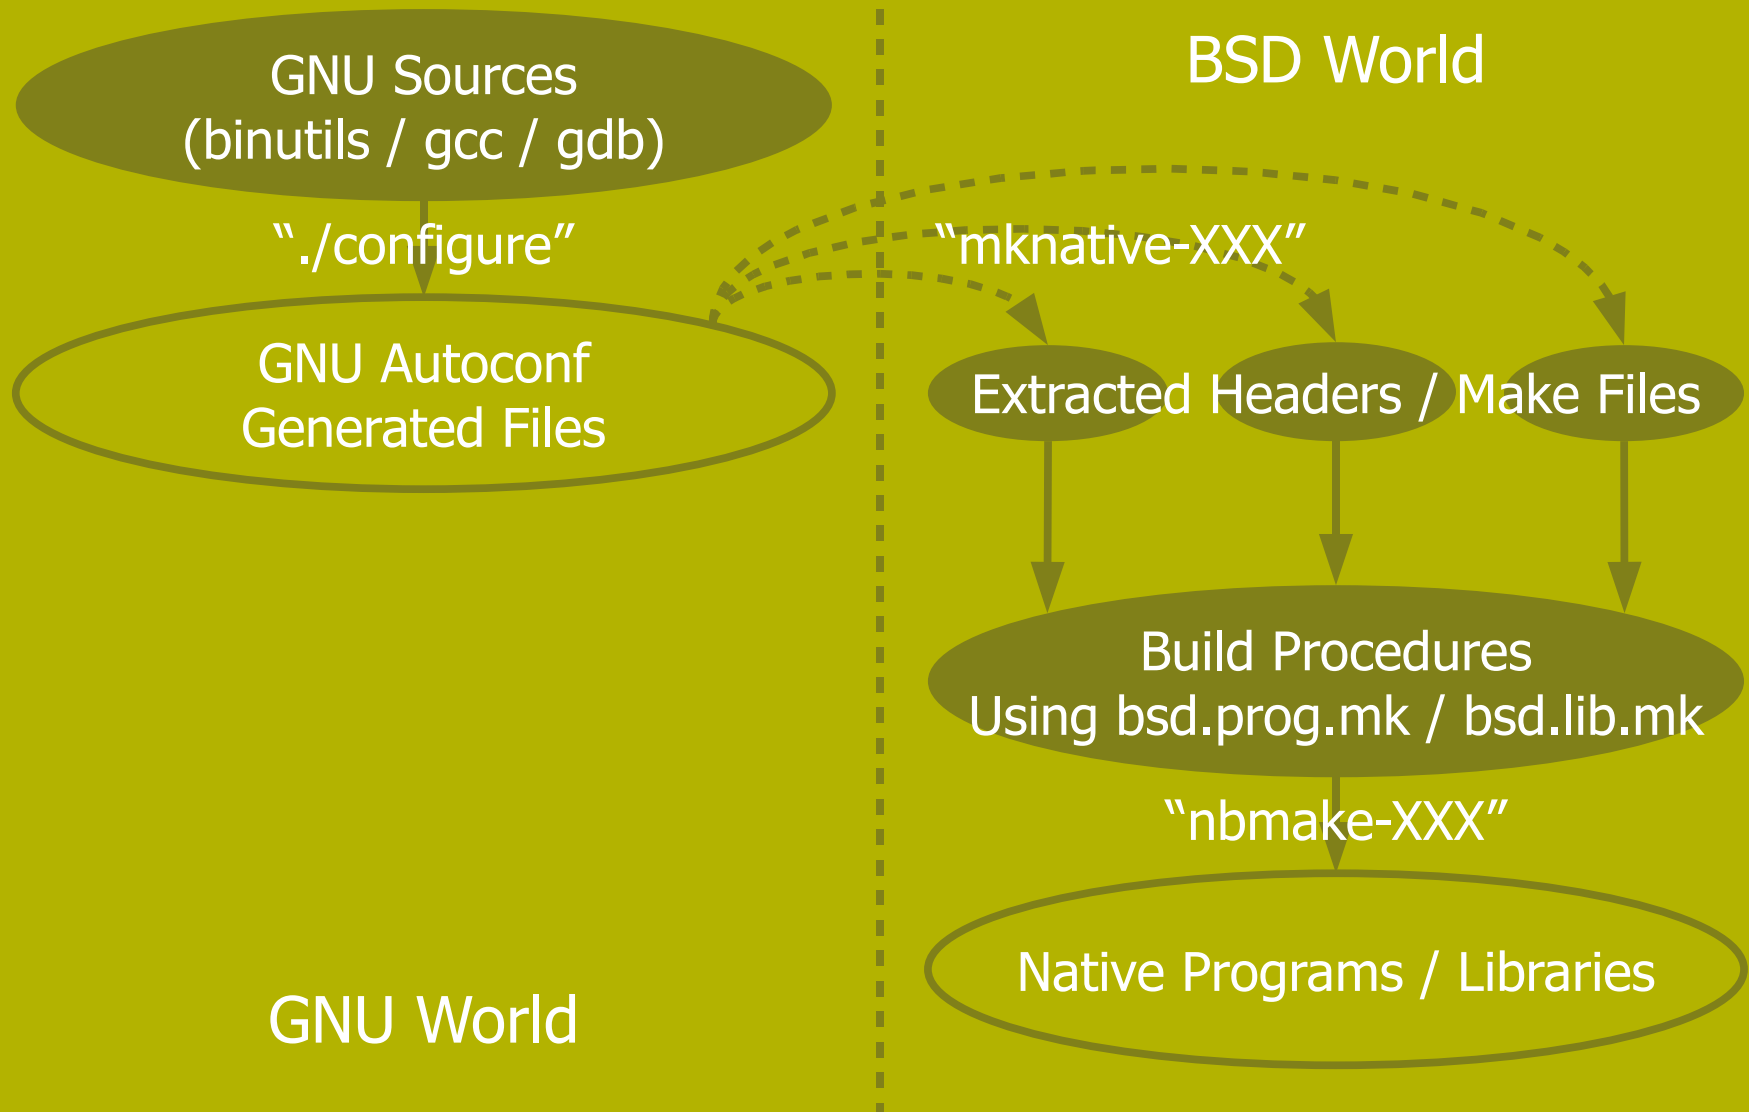 GNU Sources
(binutils / gcc / gdb)
“./configure”
GNU Autoconf
Generated Files
GNU World
BSD World
“mknative-XXX”
Extracted Headers / Make Files
Build Procedures
Using bsd.prog.mk / bsd.lib.mk
“nbmake-XXX”
Native Programs / Libraries